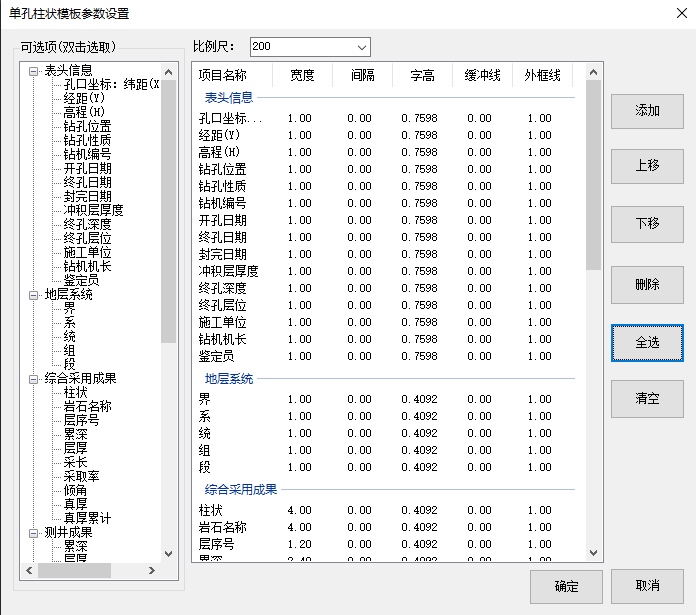 单孔柱状模板参数设置
可选项(双击选取)
表头信息
孔口坐标: 纬距(X
经距(Y)
高程(H)
钻孔位置
钻孔性质
钻机编号
开孔日期
终孔日期
封完日期
冲积层厚度
终孔深度
终孔层位
施工单位
钻机机长
鉴定员
地层系统
界
系
统
组
段
综合采用成果
柱状
岩石名称
层序号
累深
层厚
采长
采取率
倾角
真厚
真厚累计
测井成果
累深
层厚
比例尺: 200
项目名称 宽度 间隔 字高 缓冲线 外框线
表头信息
孔口坐标... 1.00 0.00 0.7598 0.00 1.00
经距(Y) 1.00 0.00 0.7598 0.00 1.00
高程(H) 1.00 0.00 0.7598 0.00 1.00
钻孔位置 1.00 0.00 0.7598 0.00 1.00
钻孔性质 1.00 0.00 0.7598 0.00 1.00
钻机编号 1.00 0.00 0.7598 0.00 1.00
开孔日期 1.00 0.00 0.7598 0.00 1.00
终孔日期 1.00 0.00 0.7598 0.00 1.00
封完日期 1.00 0.00 0.7598 0.00 1.00
冲积层厚度 1.00 0.00 0.7598 0.00 1.00
终孔深度 1.00 0.00 0.7598 0.00 1.00
终孔层位 1.00 0.00 0.7598 0.00 1.00
施工单位 1.00 0.00 0.7598 0.00 1.00
钻机机长 1.00 0.00 0.7598 0.00 1.00
鉴定员 1.00 0.00 0.7598 0.00 1.00
地层系统
界 1.00 0.00 0.4092 0.00 1.00
系 1.00 0.00 0.4092 0.00 1.00
统 1.00 0.00 0.4092 0.00 1.00
组 1.00 0.00 0.4092 0.00 1.00
段 1.00 0.00 0.4092 0.00 1.00
综合采用成果
柱状 4.00 0.00 0.4092 0.00 1.00
岩石名称 4.00 0.00 0.4092 0.00 1.00
层序号 1.20 0.00 0.4092 0.00 1.00
累深 2.40 0.00 0.4092 0.00 1.00
添加
上移
下移
删除
全选
清空
确定
取消